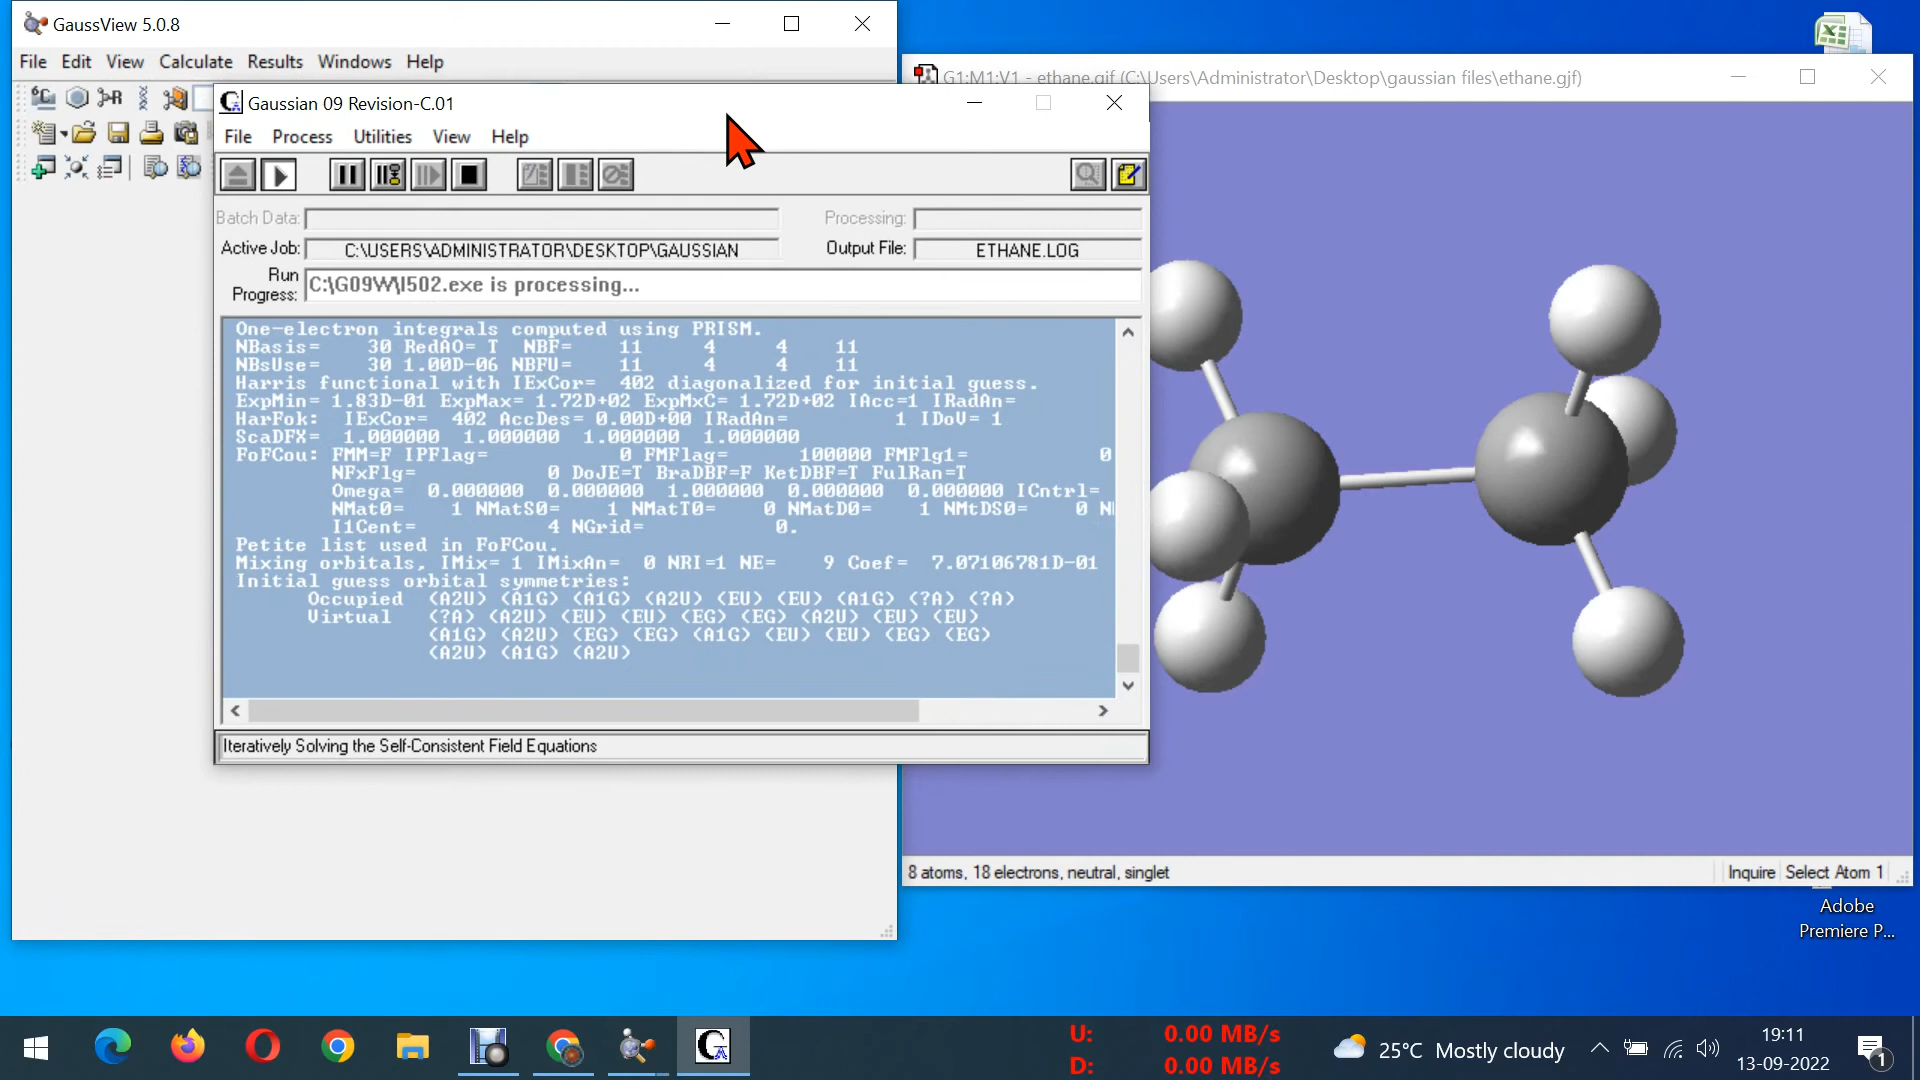 GaussView 5.0.8
File Edit View Calculate Results Windows Help
G1:M1:V1 - ethane.gjf (C:\Users\Administrator\Desktop\gaussian files\ethane.gjf)
Gaussian 09 Revision-C.01
File Process Utilities View Help
Batch Data: Processing:
Active Job: C:\USERS\ADMINISTRATOR\DESKTOP\GAUSSIAN Output File: ETHANE.LOG
Run Progress: C:\G09W\l502.exe is processing...
One-electron integrals computed using PRISM.
NBasis= 30 RedAO= T NBF= 11 4 4 11
NBsUse= 30 1.00D-06 NBFU= 11 4 4 11
Harris functional with IExCor= 402 diagonalized for initial guess.
ExpMin= 1.83D-01 ExpMax= 1.72D+02 ExpMxC= 1.72D+02 IAcc=1 IRadAn=
HarFok: IExCor= 402 AccDes= 0.00D+00 IRadAn= 1 IDoV= 1
ScaDFX= 1.000000 1.000000 1.000000 1.000000
FoFCou: FMM=F IPFlag= 0 FMFlag= 100000 FMFlg1= 0
NFxFlg= 0 DoJE=T BraDBF=F KetDBF=T FulRan=T
Omega= 0.000000 0.000000 1.000000 0.000000 0.000000 ICntrl=
NMat0= 1 NMatS0= 1 NMatT0= 0 NMatD0= 1 NMtDS0= 0
I1Cent= 4 NGrid= 0.
Petite list used in FoFCou.
Mixing orbitals, IMix= 1 IMixAn= 0 NRI=1 NE= 9 Coef= 7.07106781D-01
Initial guess orbital symmetries:
Occupied (A2U) (A1G) (A1G) (A2U) (EU) (EU) (A1G) (?A) (?A)
Virtual (?A) (A2U) (EU) (EU) (EG) (EG) (A2U) (EU) (EU)
(A1G) (A2U) (EG) (EG) (A1G) (EU) (EU) (EG) (EG)
(A2U) (A1G) (A2U)
Iteratively Solving the Self-Consistent Field Equations
8 atoms, 18 electrons, neutral, singlet Inquire Select Atom 1
Adobe
Premiere P...
U: 0.00 MB/s
D: 0.00 MB/s
25°C Mostly cloudy
19:11
13-09-2022
1